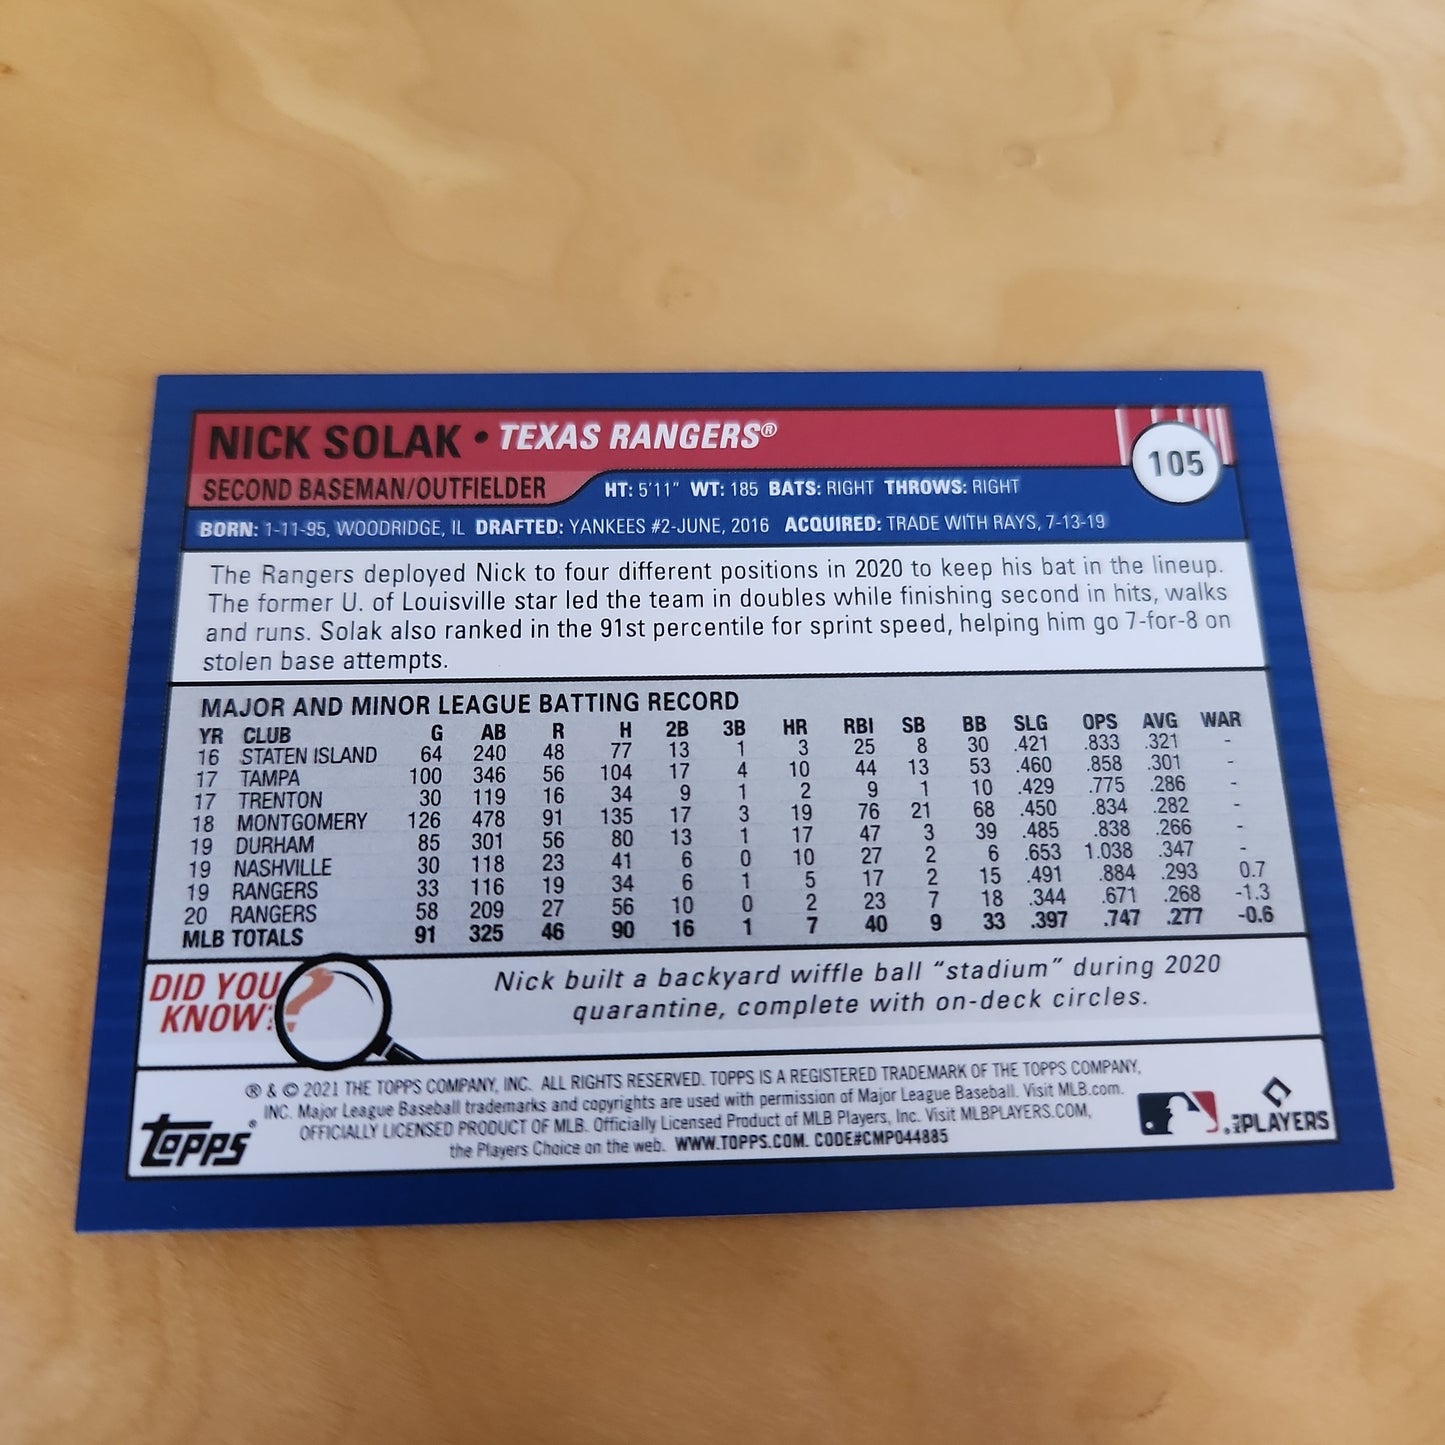 NICK SOLAK • TEXAS RANGERS®
105
SECOND BASEMAN/OUTFIELDER HT: 5'11" WT: 185 BATS: RIGHT THROWS: RIGHT
BORN: 1-11-95, WOODRIDGE, IL DRAFTED: YANKEES #2-JUNE, 2016 ACQUIRED: TRADE WITH RAYS, 7-13-19
The Rangers deployed Nick to four different positions in 2020 to keep his bat in the lineup.
The former U. of Louisville star led the team in doubles while finishing second in hits, walks
and runs. Solak also ranked in the 91st percentile for sprint speed, helping him go 7-for-8 on
stolen base attempts.
MAJOR AND MINOR LEAGUE BATTING RECORD
YR CLUB G AB R H 2B 3B HR RBI SB BB SLG OPS AVG WAR
16 STATEN ISLAND 64 240 48 77 13 1 3 25 8 30 .421 .833 .321 -
17 TAMPA 100 346 56 104 17 4 10 44 13 53 .460 .858 .301 -
17 TRENTON 30 119 16 34 9 1 2 9 1 10 .429 .775 .286 -
18 MONTGOMERY 126 478 91 135 17 3 19 76 21 68 .450 .834 .282 -
19 DURHAM 85 301 56 80 13 1 17 47 3 39 .485 .838 .266 -
19 NASHVILLE 30 118 23 41 6 0 10 27 2 6 .653 1.038 .347 -
19 RANGERS 33 116 19 34 6 1 5 17 2 15 .491 .884 .293 0.7
20 RANGERS 58 209 27 56 10 0 2 23 7 18 .344 .671 .268 -1.3
MLB TOTALS 91 325 46 90 16 1 7 40 9 33 .397 .747 .277 -0.6
DID YOU
KNOW?
Nick built a backyard wiffle ball "stadium" during 2020
quarantine, complete with on-deck circles.
® & © 2021 THE TOPPS COMPANY, INC. ALL RIGHTS RESERVED. TOPPS IS A REGISTERED TRADEMARK OF THE TOPPS COMPANY,
INC. Major League Baseball trademarks and copyrights are used with permission of Major League Baseball. Visit MLB.com.
OFFICIALLY LICENSED PRODUCT OF MLB. Officially Licensed Product of MLB Players, Inc. Visit MLBPLAYERS.COM,
the Players Choice on the web. WWW.TOPPS.COM. CODE#CMP044885
topps®
MLB PLAYERS